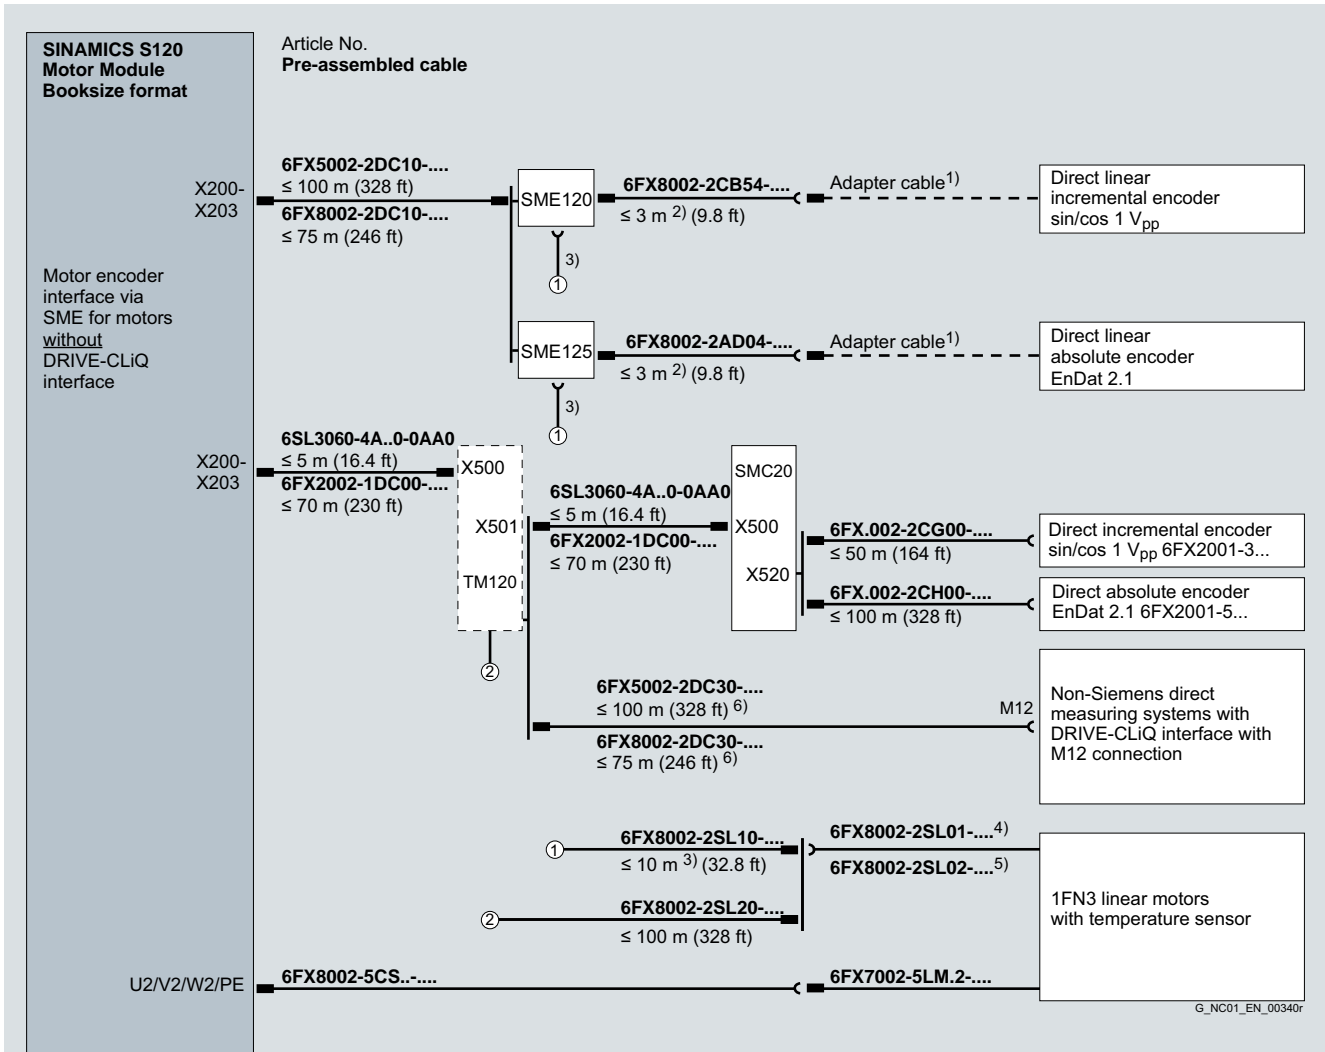 SINAMICS S120
Motor Module
Booksize format
Article No.
Pre-assembled cable
X200-
X203
6FX5002-2DC10-....
≤ 100 m (328 ft)
6FX8002-2DC10-....
≤ 75 m (246 ft)
SME120
6FX8002-2CB54-....
≤ 3 m 2) (9.8 ft)
Adapter cable1)
Direct linear
incremental encoder
sin/cos 1 Vpp
3)
1
Motor encoder
interface via
SME for motors
without
DRIVE-CLiQ
interface
SME125
6FX8002-2AD04-....
≤ 3 m 2) (9.8 ft)
Adapter cable1)
Direct linear
absolute encoder
EnDat 2.1
3)
1
X200-
X203
6SL3060-4A..0-0AA0
≤ 5 m (16.4 ft)
6FX2002-1DC00-....
≤ 70 m (230 ft)
X500
X501
TM120
2
6SL3060-4A..0-0AA0
≤ 5 m (16.4 ft)
6FX2002-1DC00-....
≤ 70 m (230 ft)
SMC20
X500
X520
6FX.002-2CG00-....
≤ 50 m (164 ft)
Direct incremental encoder
sin/cos 1 Vpp 6FX2001-3...
6FX.002-2CH00-....
≤ 100 m (328 ft)
Direct absolute encoder
EnDat 2.1 6FX2001-5...
6FX5002-2DC30-....
≤ 100 m (328 ft) 6)
6FX8002-2DC30-....
≤ 75 m (246 ft) 6)
M12
Non-Siemens direct
measuring systems with
DRIVE-CLiQ interface with
M12 connection
1
6FX8002-2SL10-....
≤ 10 m 3) (32.8 ft)
6FX8002-2SL01-....4)
6FX8002-2SL02-....5)
2
6FX8002-2SL20-....
≤ 100 m (328 ft)
1FN3 linear motors
with temperature sensor
U2/V2/W2/PE
6FX8002-5CS..-....
6FX7002-5LM.2-....
G_NC01_EN_00340r